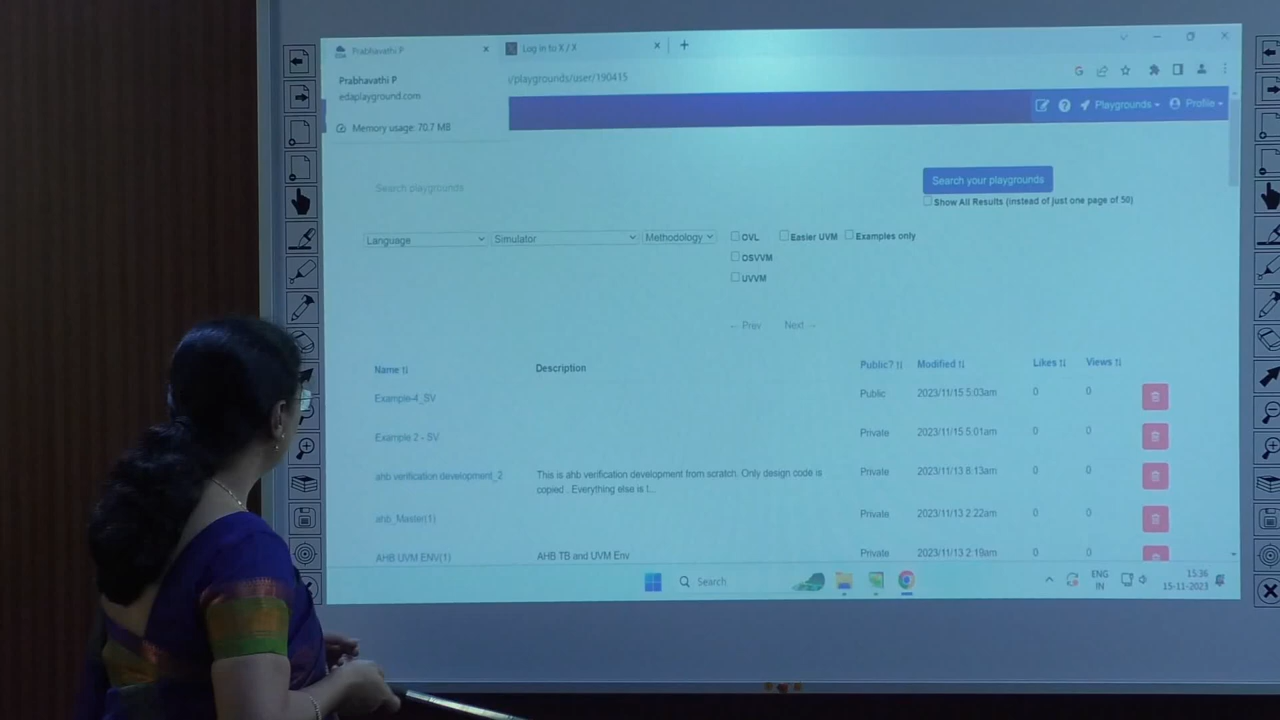 Prabhavathi P
Log in to X / X
Prabhavathi P
edaplayground.com
Memory usage: 70.7 MB
/playgrounds/user/190415
Playgrounds
Profile
Search playgrounds
Search your playgrounds
Show All Results (instead of just one page of 50)
Language
Simulator
Methodology
OVL
Easier UVM
Examples only
OSVVM
UVVM
← Prev
Next →
Name ↑↓
Description
Public? ↑↓
Modified ↑↓
Likes ↑↓
Views ↑↓
Example-4_SV
Public
2023/11/15 5:03am
0
0
Example 2 - SV
Private
2023/11/15 5:01am
0
0
ahb verification development_2
This is ahb verification development from scratch. Only design code is
copied . Everything else is I...
Private
2023/11/13 8:13am
0
0
ahb_Master(1)
Private
2023/11/13 2:22am
0
0
AHB UVM ENV(1)
AHB TB and UVM Env
Private
2023/11/13 2:19am
0
0
Search
ENG
IN
15:36
15-11-2023